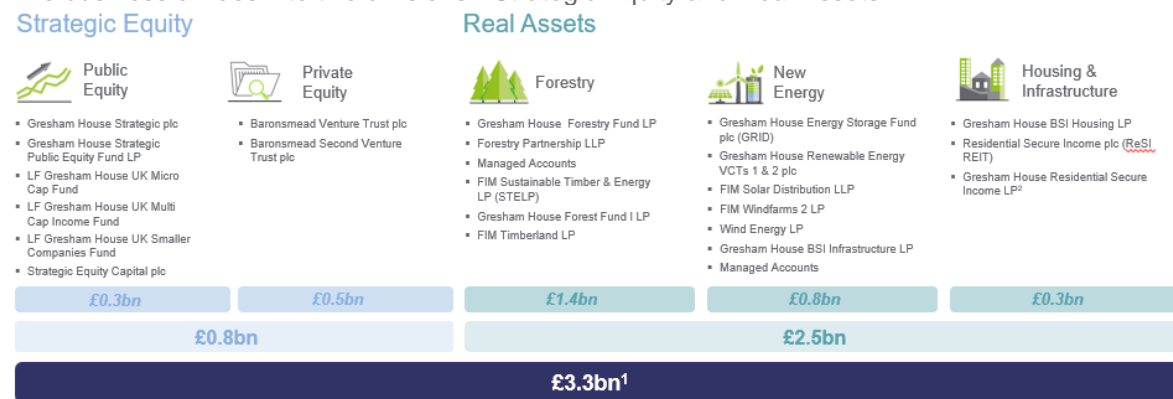 Strategic Equity
Real Assets
Public
Equity
▪ Gresham House Strategic plc
▪ Gresham House Strategic
Public Equity Fund LP
▪ LF Gresham House UK Micro
Cap Fund
▪ LF Gresham House UK Multi
Cap Income Fund
▪ LF Gresham House UK Smaller
Companies Fund
▪ Strategic Equity Capital plc
Private
Equity
▪ Baronsmead Venture Trust plc
▪ Baronsmead Second Venture
Trust plc
Forestry
▪ Gresham House Forestry Fund LP
▪ Forestry Partnership LLP
▪ Managed Accounts
▪ FIM Sustainable Timber & Energy
LP (STELP)
▪ Gresham House Forest Fund I LP
▪ FIM Timberland LP
New
Energy
▪ Gresham House Energy Storage Fund
plc (GRID)
▪ Gresham House Renewable Energy
VCTs 1 & 2 plc
▪ FIM Solar Distribution LLP
▪ FIM Windfarms 2 LP
▪ Wind Energy LP
▪ Gresham House BSI Infrastructure LP
▪ Managed Accounts
Housing &
Infrastructure
▪ Gresham House BSI Housing LP
▪ Residential Secure Income plc (ReSI
REIT)
▪ Gresham House Residential Secure
Income LP²
£0.3bn
£0.5bn
£1.4bn
£0.8bn
£0.3bn
£0.8bn
£2.5bn
£3.3bn¹